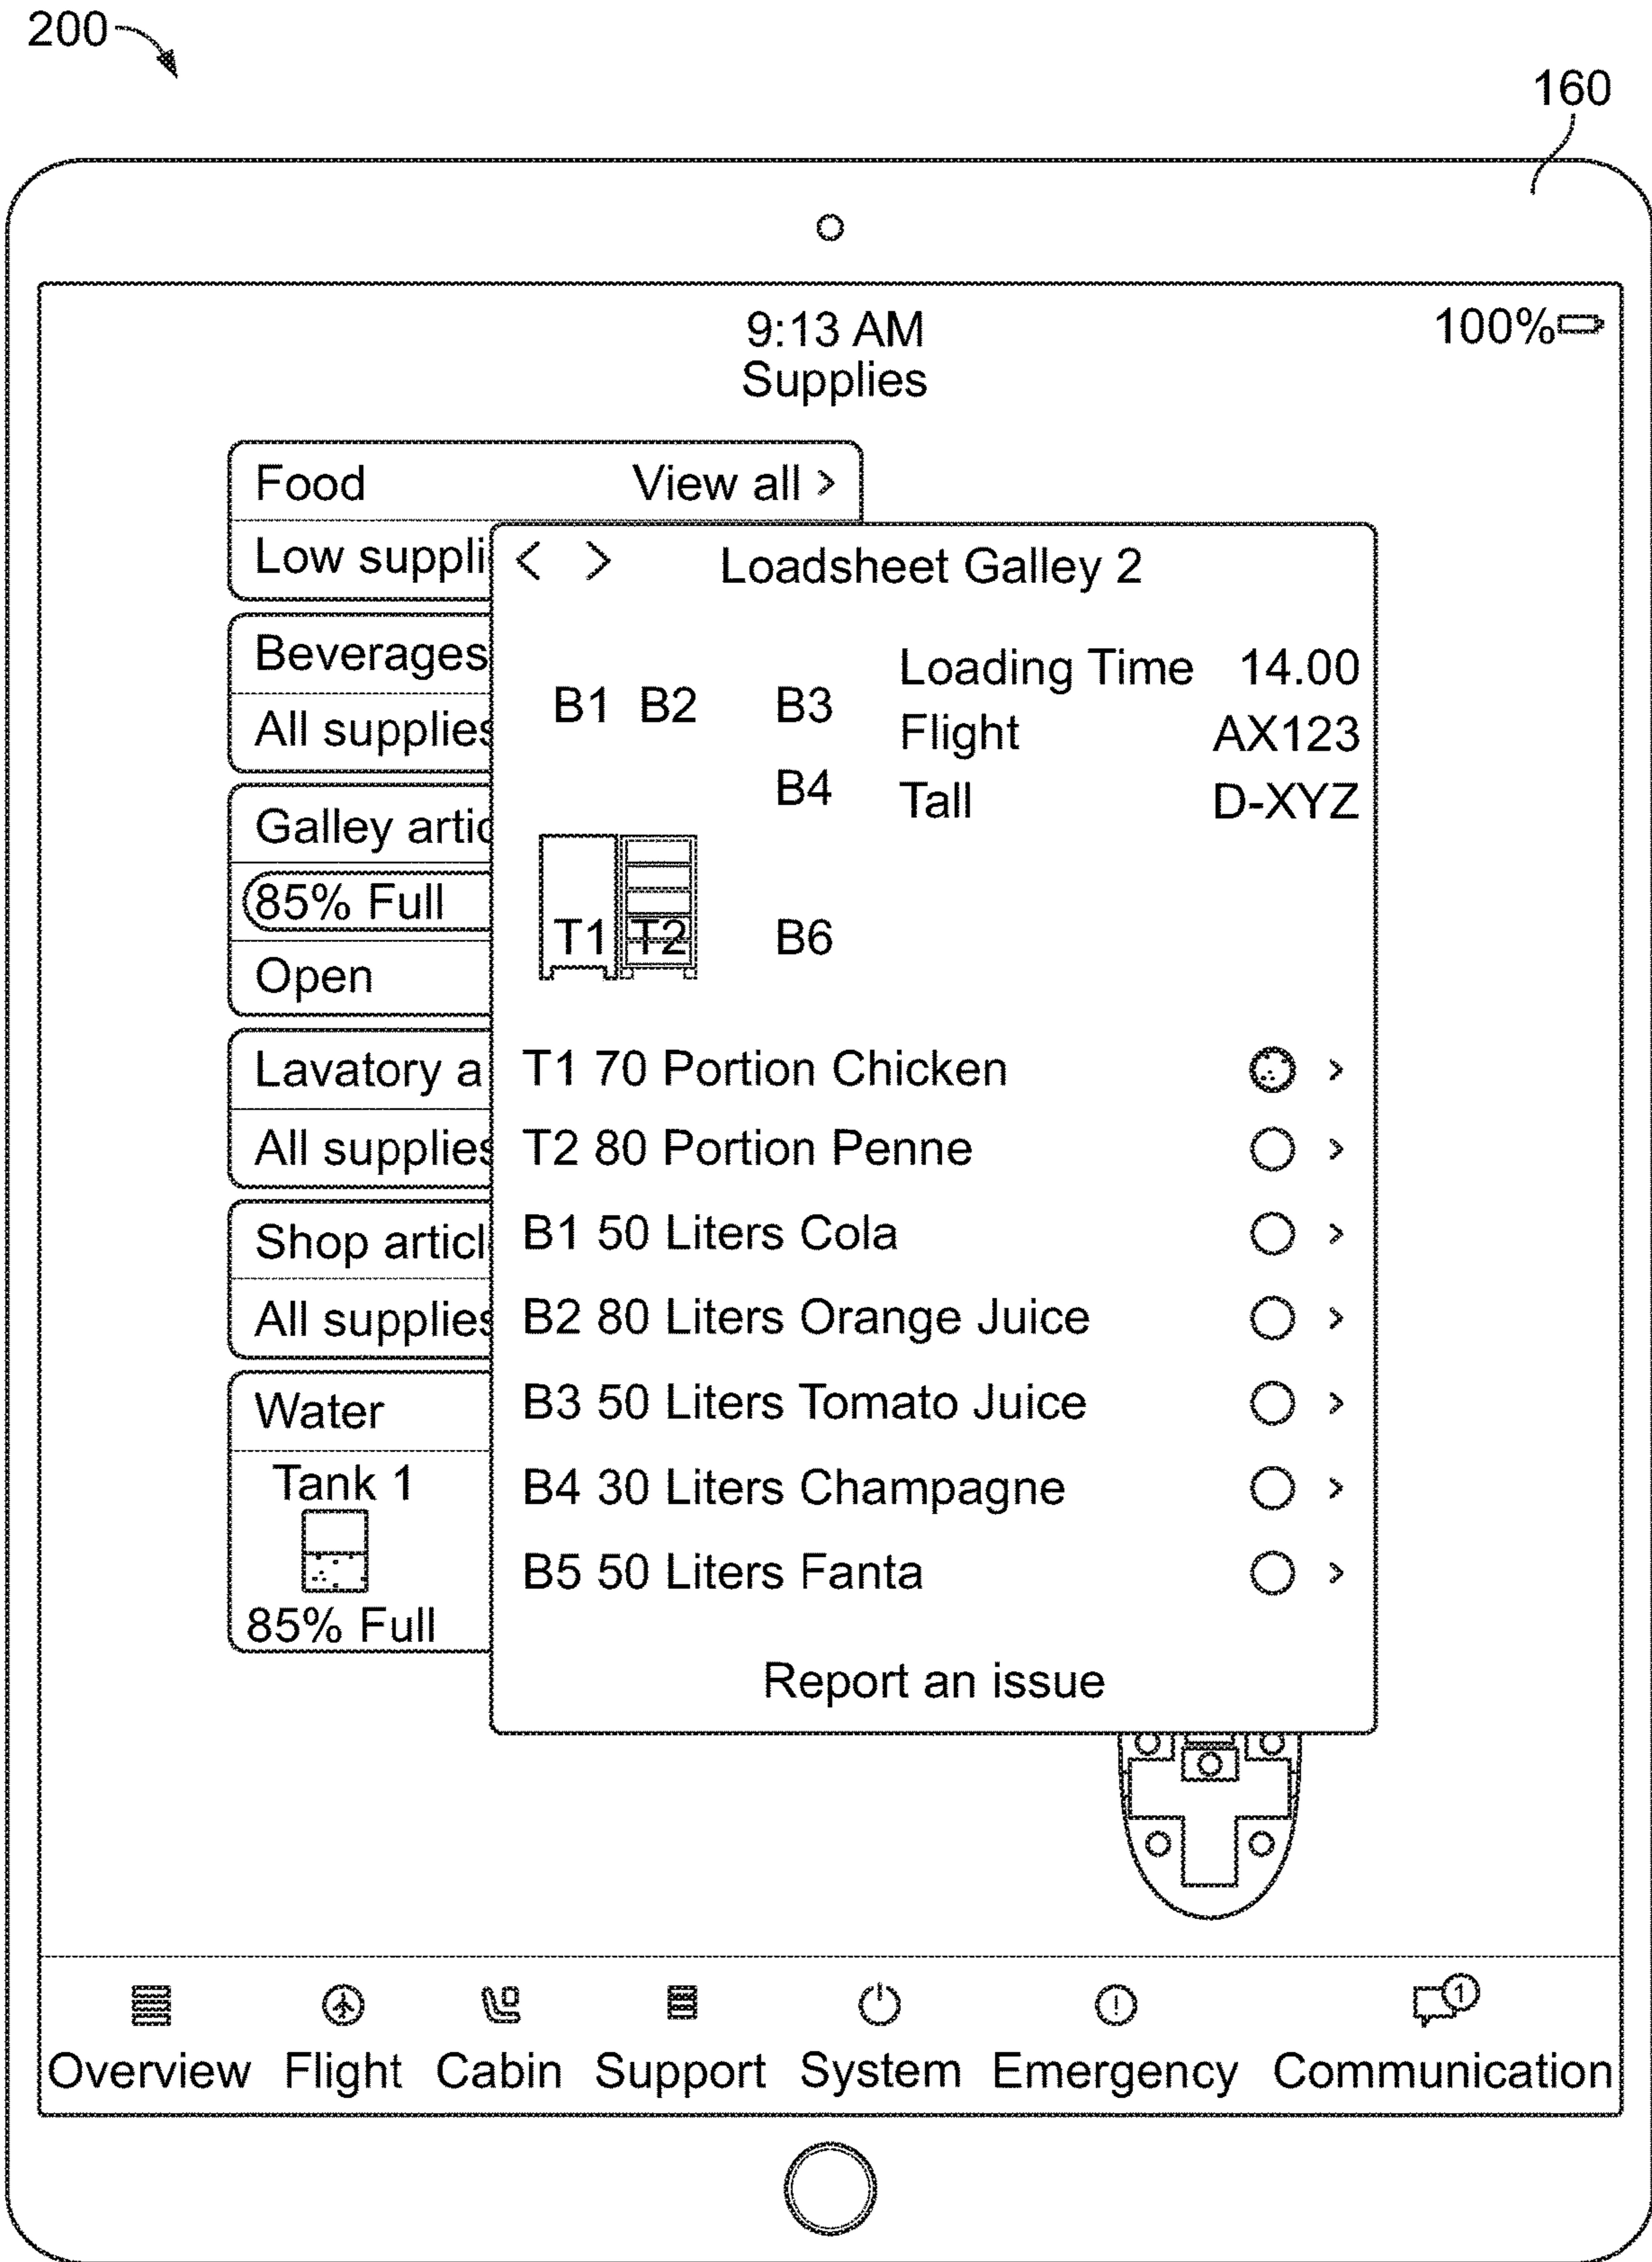 200
160
9:13 AM
100%
Supplies
Food View all >
Low suppli
< > Loadsheet Galley 2
Beverages
All supplies
Galley artic
85% Full
Open
Lavatory a
All supplies
Shop articl
All supplies
Water
Tank 1
85% Full
B1 B2 B3
B4
T1 T2 B6
Loading Time 14.00
Flight AX123
Tall D-XYZ
T1 70 Portion Chicken >
T2 80 Portion Penne >
B1 50 Liters Cola >
B2 80 Liters Orange Juice >
B3 50 Liters Tomato Juice >
B4 30 Liters Champagne >
B5 50 Liters Fanta >
Report an issue
1
Overview Flight Cabin Support System Emergency Communication